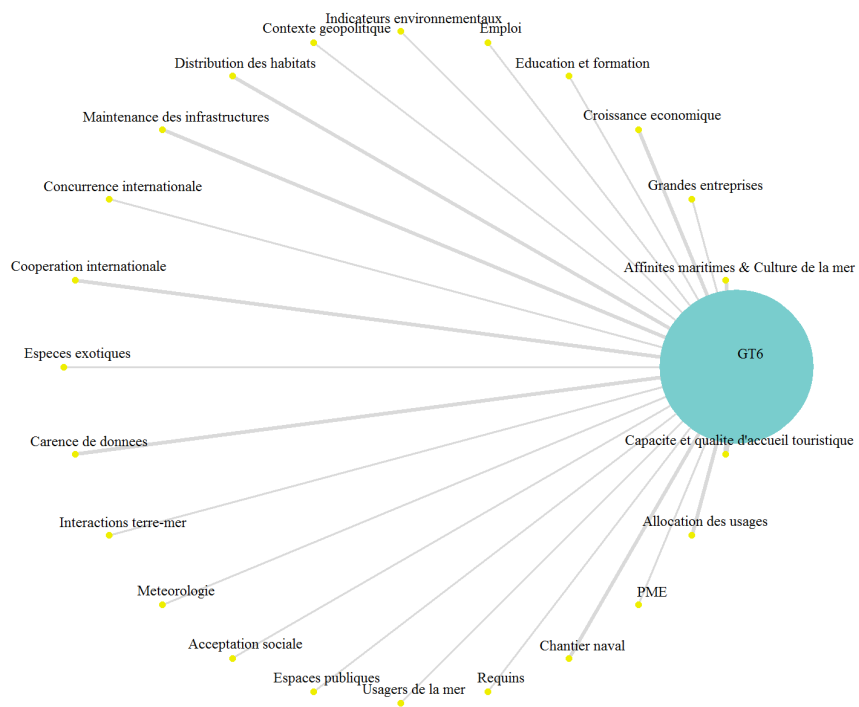 Indicateurs environnementaux
Contexte geopolitique
Emploi
Distribution des habitats
Education et formation
Maintenance des infrastructures
Croissance economique
Concurrence internationale
Grandes entreprises
Cooperation internationale
Affinites maritimes & Culture de la mer
Especes exotiques
GT6
Carence de donnees
Capacite et qualite d'accueil touristique
Interactions terre-mer
Allocation des usages
Meteorologie
PME
Acceptation sociale
Chantier naval
Espaces publiques
Usagers de la mer
Requins